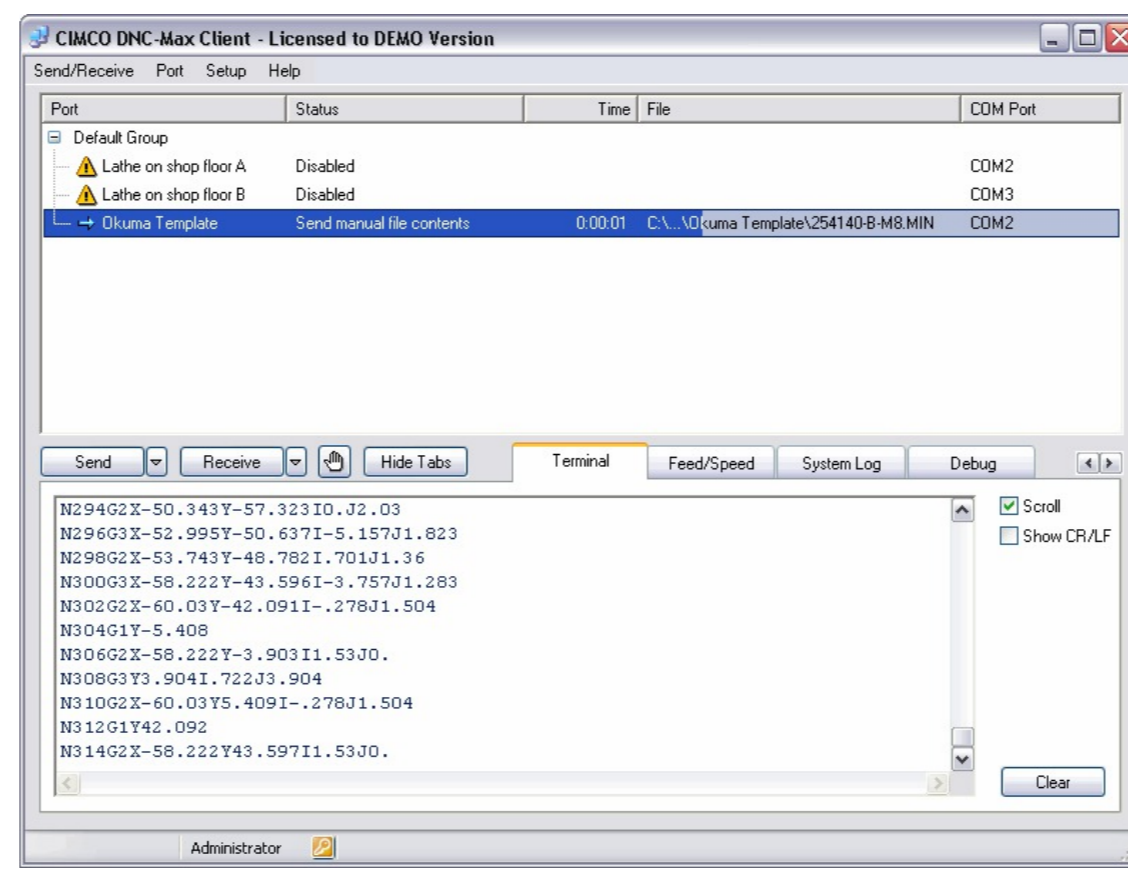 CIMCO DNC-Max Client - Licensed to DEMO Version
Send/Receive Port Setup Help
Port Status Time File COM Port
Default Group
Lathe on shop floor A Disabled COM2
Lathe on shop floor B Disabled COM3
Okuma Template Send manual file contents 0:00:01 C:\...\Okuma Template\254140-B-M8.MIN COM2
Send Receive Hide Tabs Terminal Feed/Speed System Log Debug
N294G2X-50.343Y-57.323I0.J2.03
N296G3X-52.995Y-50.637I-5.157J1.823
N298G2X-53.743Y-48.782I.701J1.36
N300G3X-58.222Y-43.596I-3.757J1.283
N302G2X-60.03Y-42.091I-.278J1.504
N304G1Y-5.408
N306G2X-58.222Y-3.903I1.53J0.
N308G3Y3.904I.722J3.904
N310G2X-60.03Y5.409I-.278J1.504
N312G1Y42.092
N314G2X-58.222Y43.597I1.53J0.
Scroll
Show CR/LF
Clear
Administrator